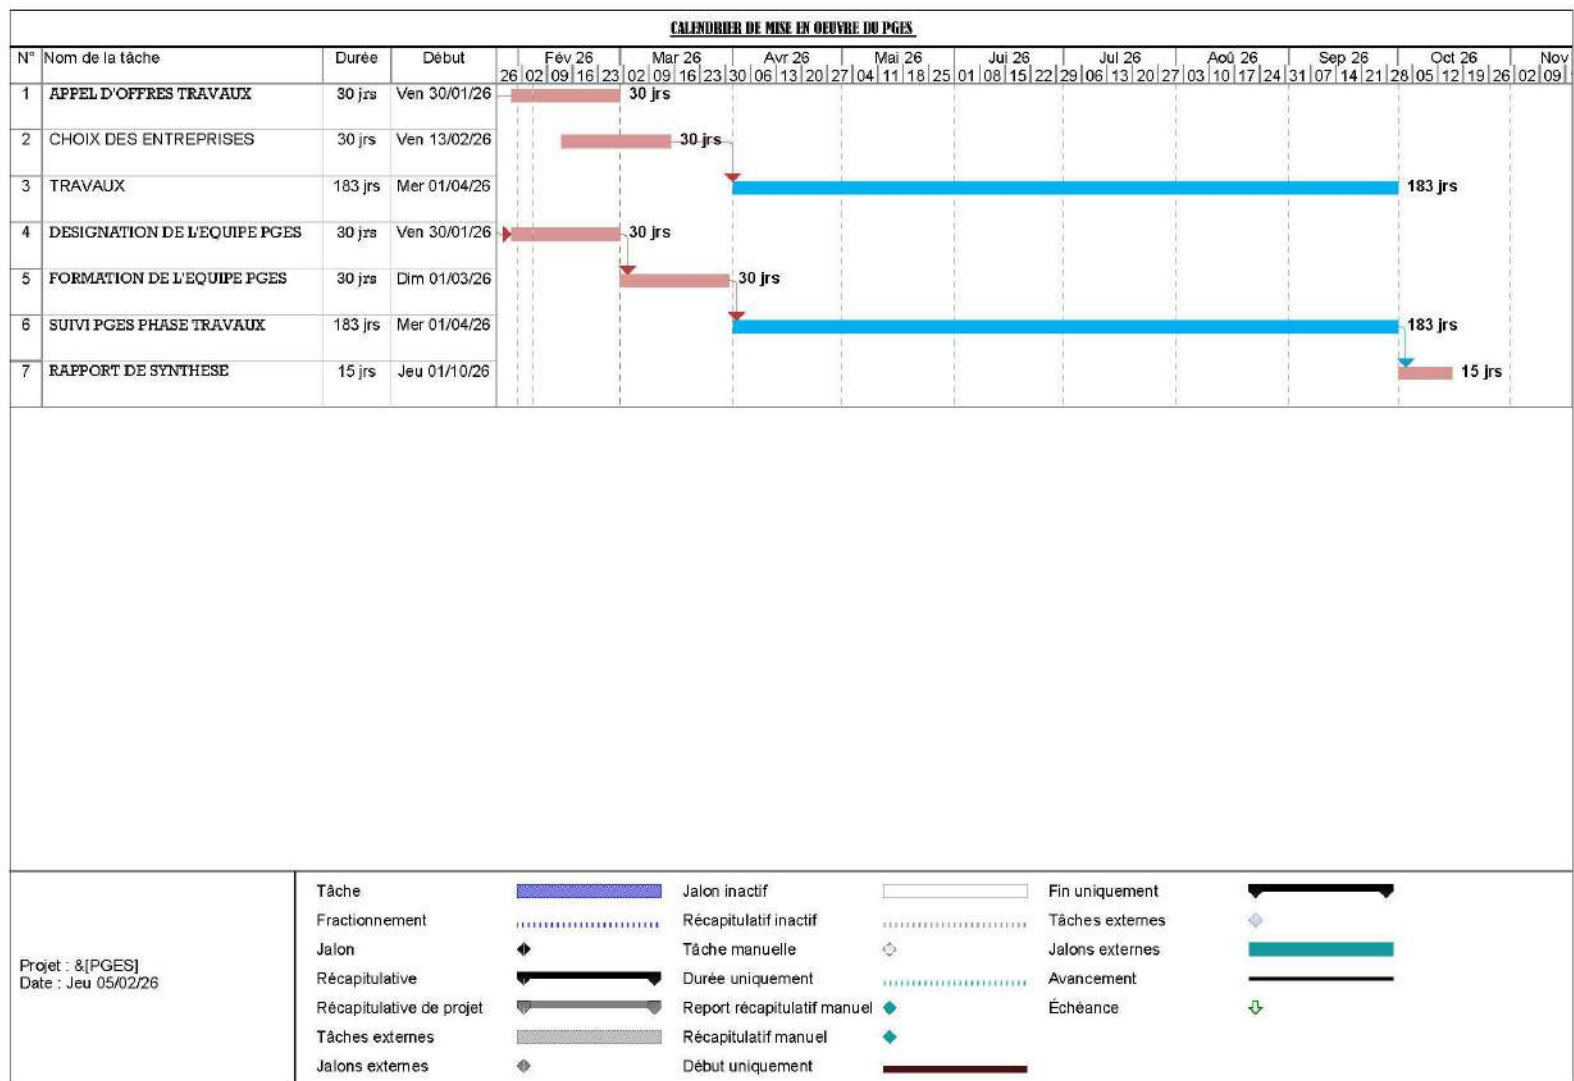 CALENDRIER DE MISE EN OEUVRE DU PGES
N° Nom de la tâche Durée Début Fév 26 Mar 26 Avr 26 Mai 26 Jui 26 Jul 26 Aoû 26 Sep 26 Oct 26 Nov
26 02 09 16 23 02 09 16 23 30 06 13 20 27 04 11 18 25 01 08 15 22 29 06 13 20 27 03 10 17 24 31 07 14 21 28 05 12 19 26 02 09
1 APPEL D'OFFRES TRAVAUX 30 jrs Ven 30/01/26 30 jrs
2 CHOIX DES ENTREPRISES 30 jrs Ven 13/02/26 30 jrs
3 TRAVAUX 183 jrs Mer 01/04/26 183 jrs
4 DESIGNATION DE L'EQUIPE PGES 30 jrs Ven 30/01/26 30 jrs
5 FORMATION DE L'EQUIPE PGES 30 jrs Dim 01/03/26 30 jrs
6 SUIVI PGES PHASE TRAVAUX 183 jrs Mer 01/04/26 183 jrs
7 RAPPORT DE SYNTHESE 15 jrs Jeu 01/10/26 15 jrs
Projet : &[PGES]
Date : Jeu 05/02/26
Tâche Jalon inactif Fin uniquement
Fractionnement Récapitulatif inactif Tâches externes
Jalon Tâche manuelle Jalons externes
Récapitulative Durée uniquement Avancement
Récapitulative de projet Report récapitulatif manuel Échéance
Tâches externes Récapitulatif manuel
Jalons externes Début uniquement